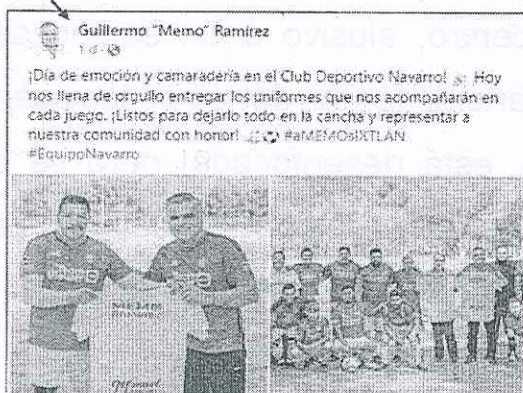 Guillermo "Memo" Ramírez
1 d ·
¡Día de emoción y camaradería en el Club Deportivo Navarro! Hoy
nos llena de orgullo entregar los uniformes que nos acompañarán en
cada juego. ¡Listos para dejarlo todo en la cancha y representar a
nuestra comunidad con honor! #aMEMOsIXTLAN
#EquipoNavarro
MEMO